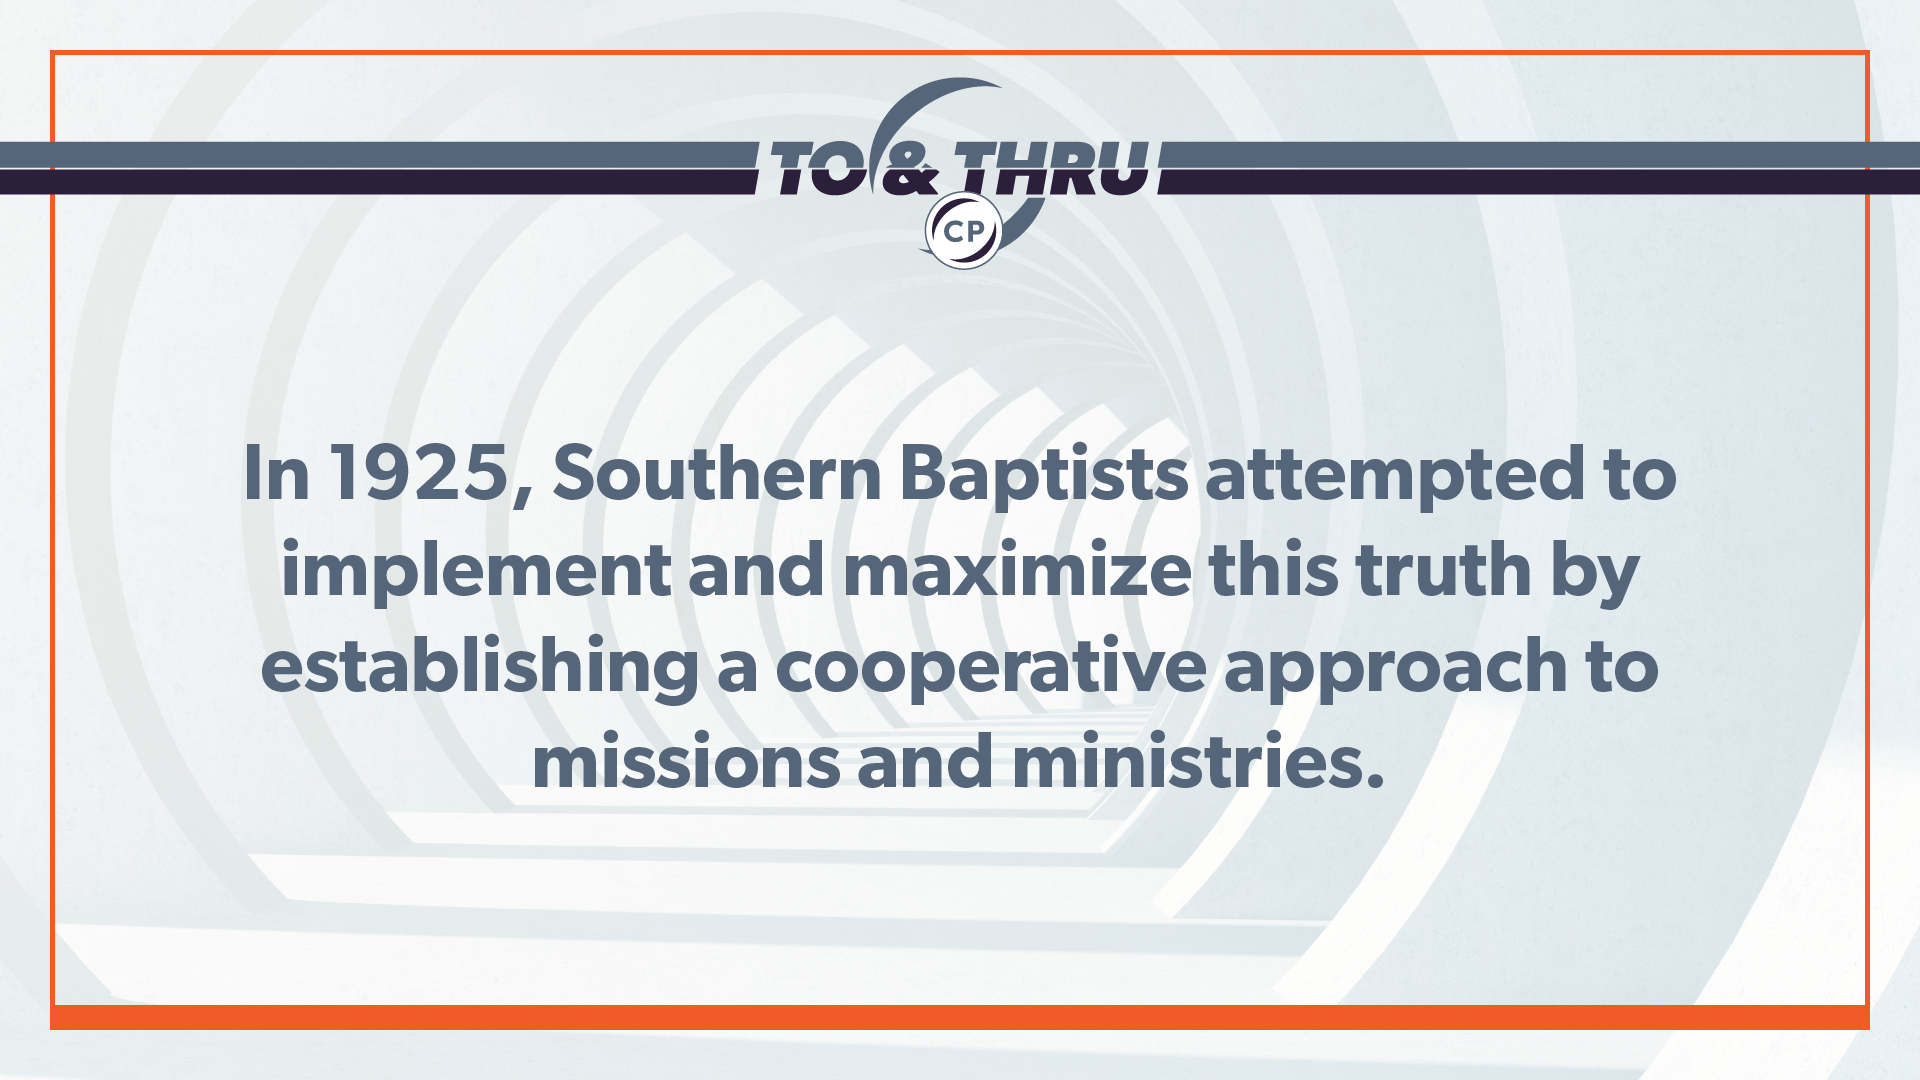 TO & THRU
CP
In 1925, Southern Baptists attempted to
implement and maximize this truth by
establishing a cooperative approach to
missions and ministries.